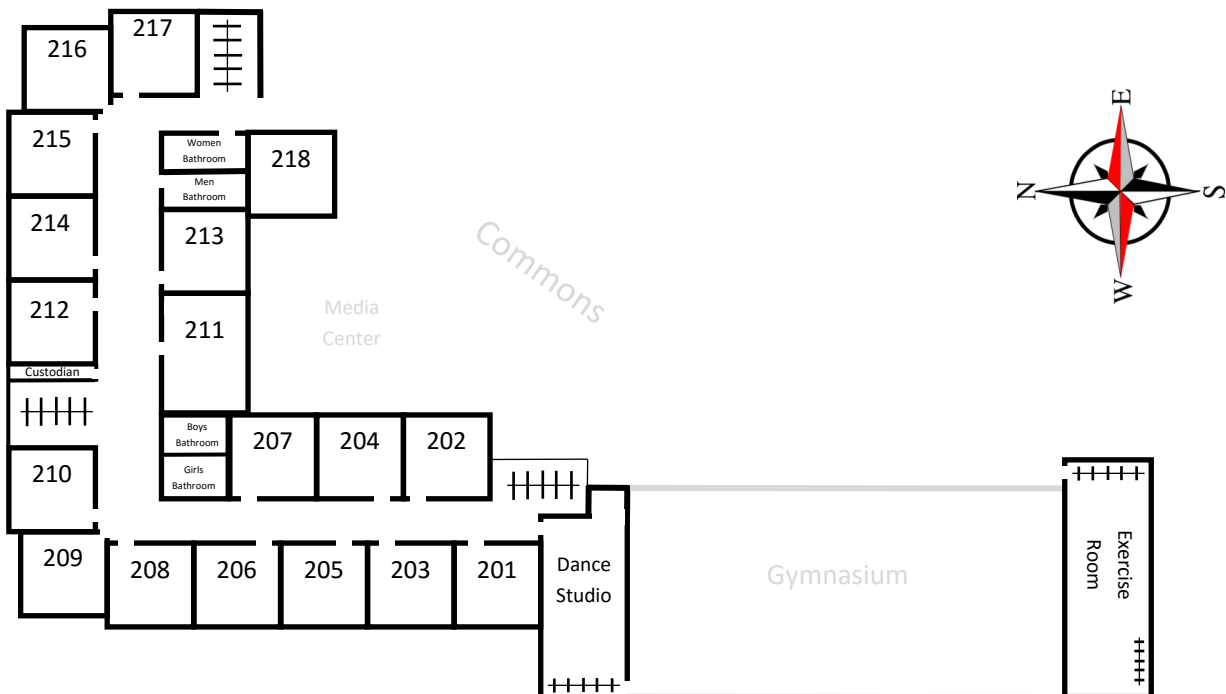 217
216
Women
Bathroom
215
218
Men
Bathroom
214
213
Commons
212
211
Media
Center
Custodian
Boys
Bathroom
207
204
202
210
Girls
Bathroom
209
208
206
205
203
201
Dance
Studio
Gymnasium
Exercise
Room
E
N
S
W